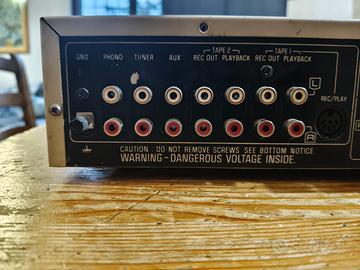 TAPE 2 TAPE 1
GND PHONO TUNER AUX REC OUT PLAYBACK REC OUT PLAYBACK
L
REC/PLAY
R
CAUTION: DO NOT REMOVE SCREWS. SEE BOTTOM NOTICE.
WARNING-DANGEROUS VOLTAGE INSIDE.